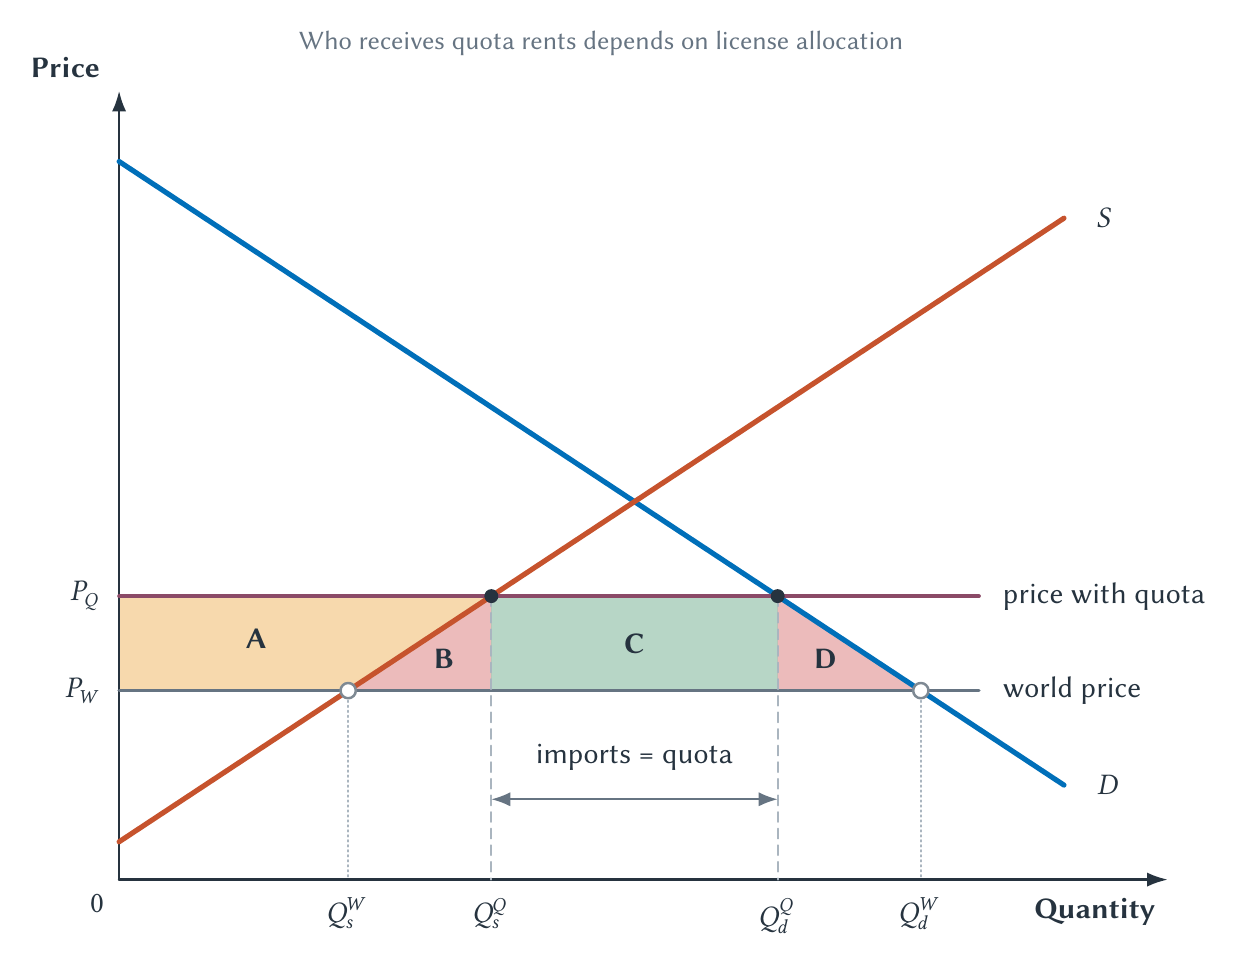 Who receives quota rents depends on license allocation
Price
S
P_Q
price with quota
A
B
C
D
P_W
world price
imports = quota
D
0
Q_s^W
Q_s^Q
Q_d^Q
Q_d^W
Quantity